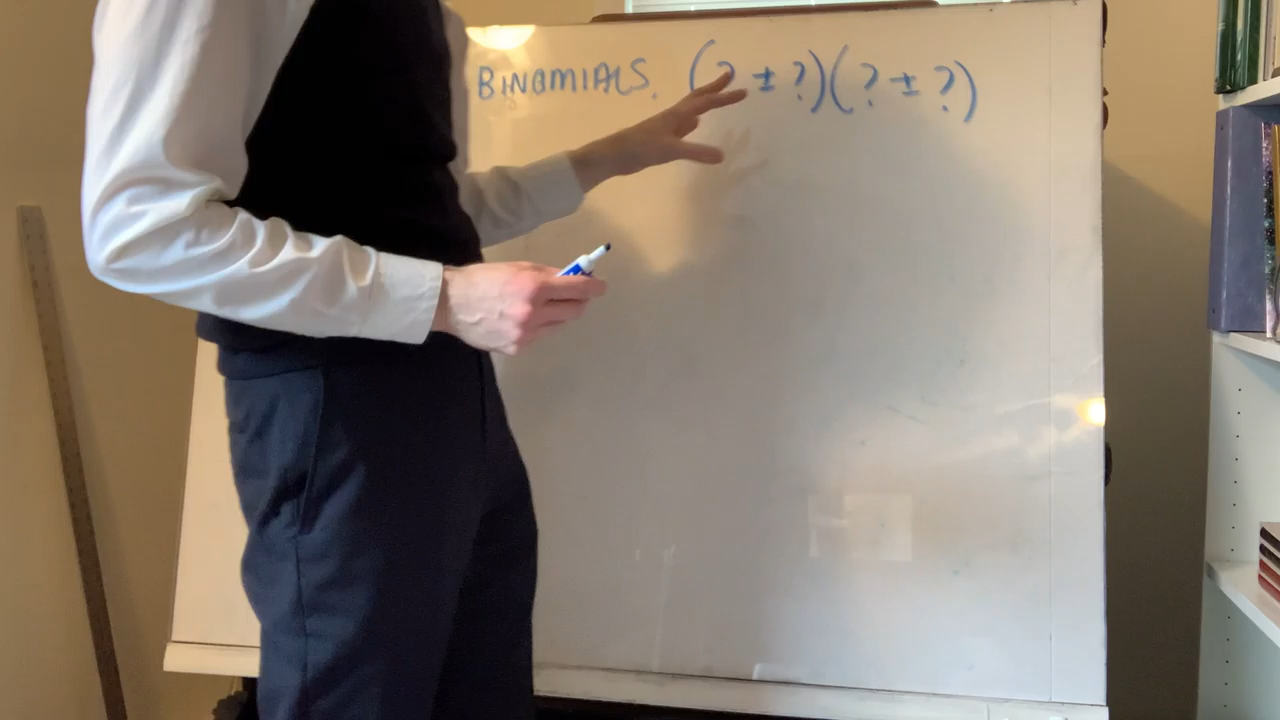 BINOMIALS. (? ± ?)(? ± ?)